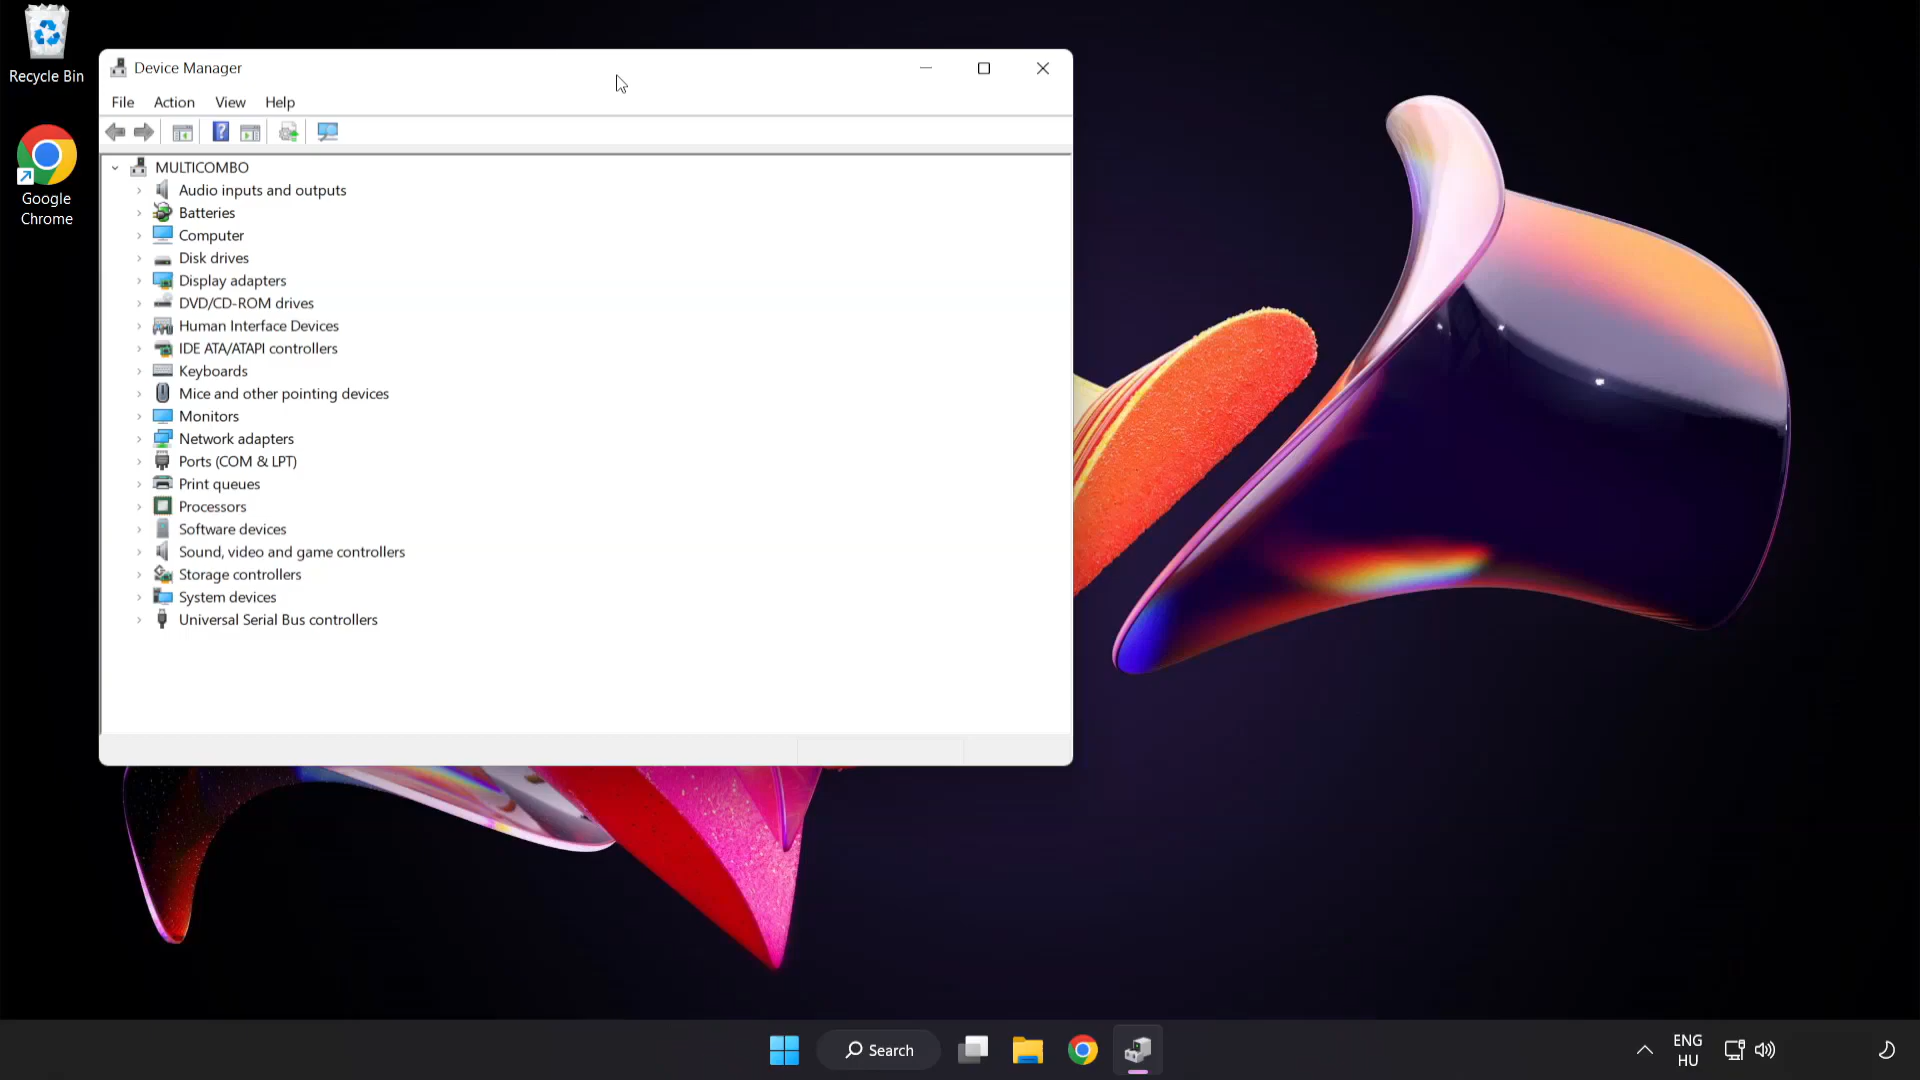 Recycle Bin
Google
Chrome
Device Manager
File Action View Help
MULTICOMBO
Audio inputs and outputs
Batteries
Computer
Disk drives
Display adapters
DVD/CD-ROM drives
Human Interface Devices
IDE ATA/ATAPI controllers
Keyboards
Mice and other pointing devices
Monitors
Network adapters
Ports (COM & LPT)
Print queues
Processors
Software devices
Sound, video and game controllers
Storage controllers
System devices
Universal Serial Bus controllers
Search
ENG
HU